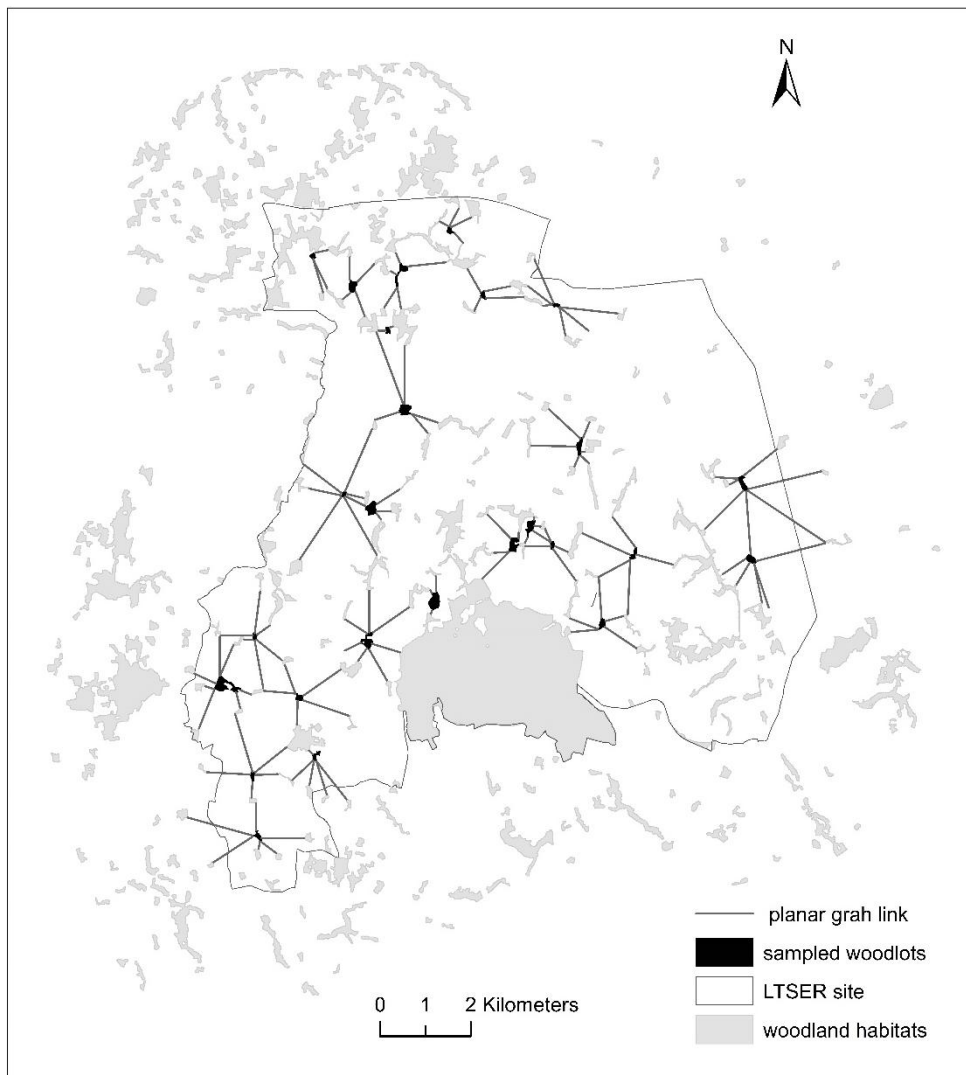 N
planar grah link
sampled woodlots
LTSER site
woodland habitats
0 1 2 Kilometers